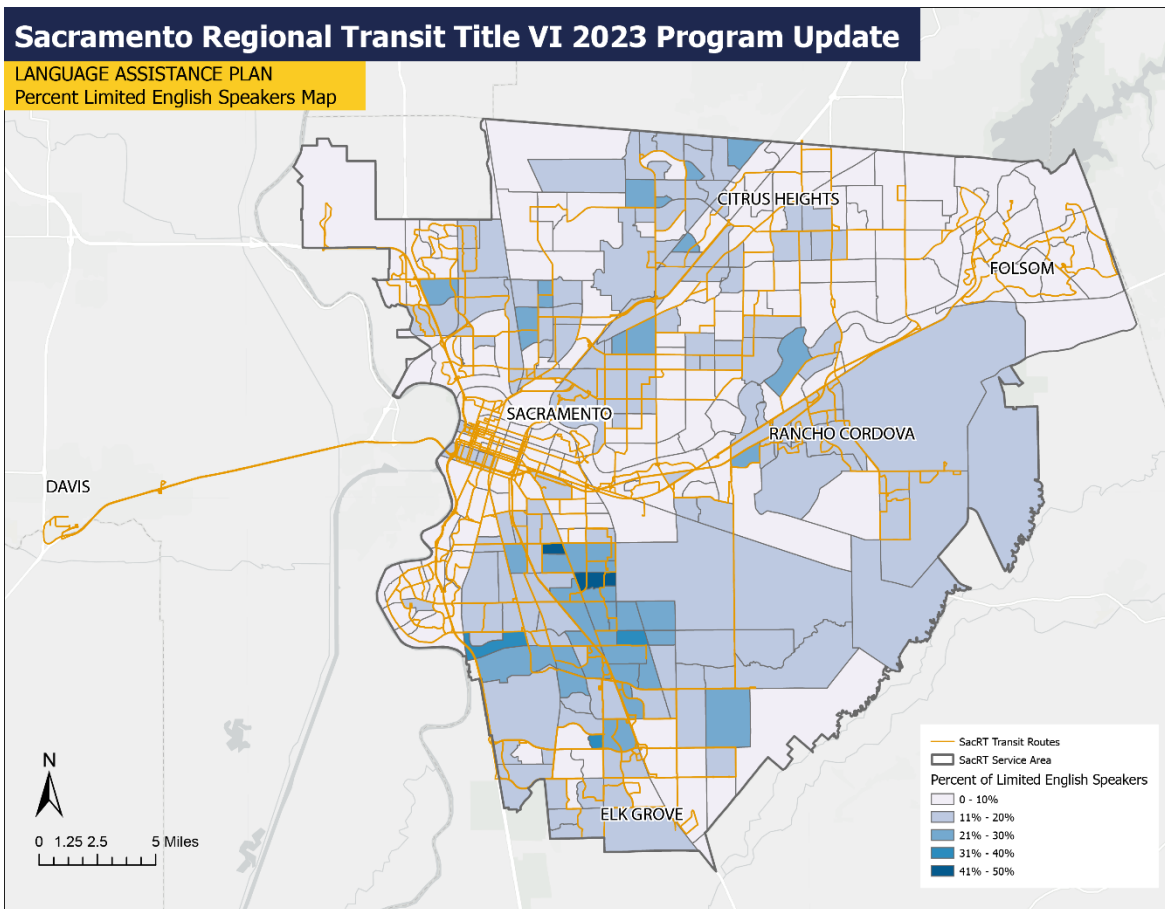 Sacramento Regional Transit Title VI 2023 Program Update
LANGUAGE ASSISTANCE PLAN
Percent Limited English Speakers Map
CITRUS HEIGHTS
FOLSOM
SACRAMENTO
RANCHO CORDOVA
DAVIS
ELK GROVE
N
0 1.25 2.5 5 Miles
SacRT Transit Routes
SacRT Service Area
Percent of Limited English Speakers
0 - 10%
11% - 20%
21% - 30%
31% - 40%
41% - 50%